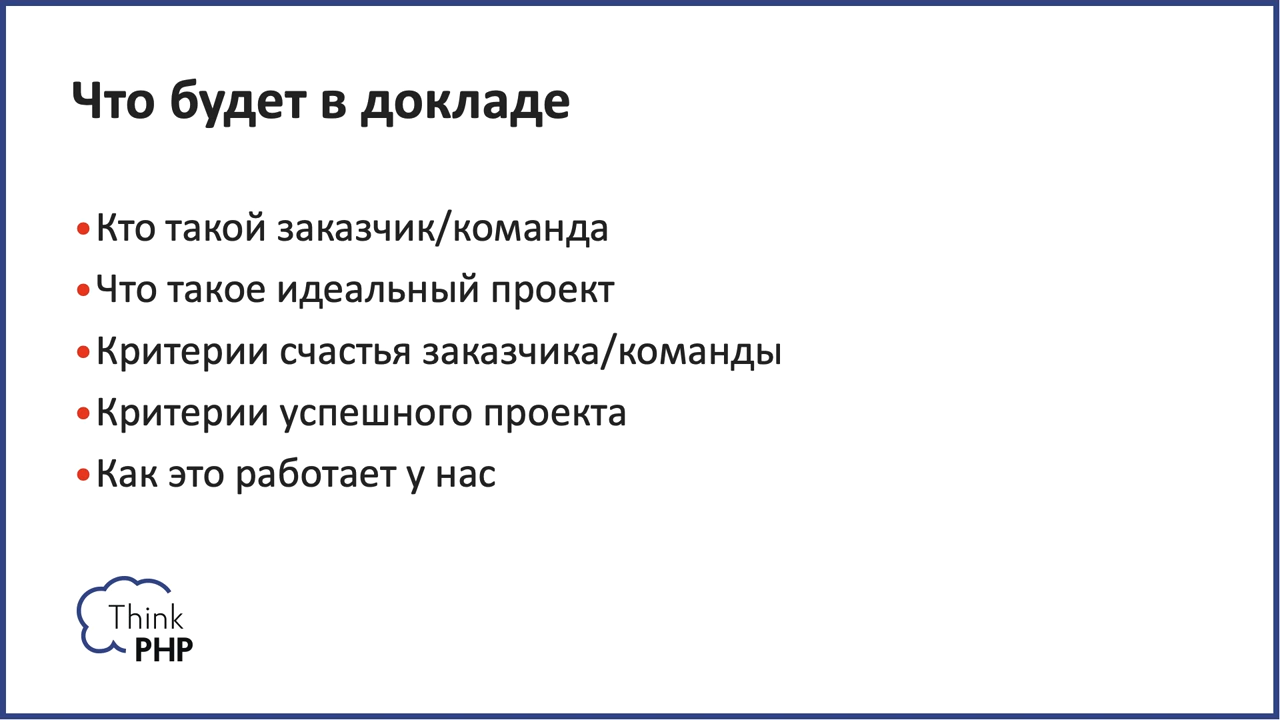 Что будет в докладе
•Кто такой заказчик/команда
•Что такое идеальный проект
•Критерии счастья заказчика/команды
•Критерии успешного проекта
•Как это работает у нас
Think
PHP